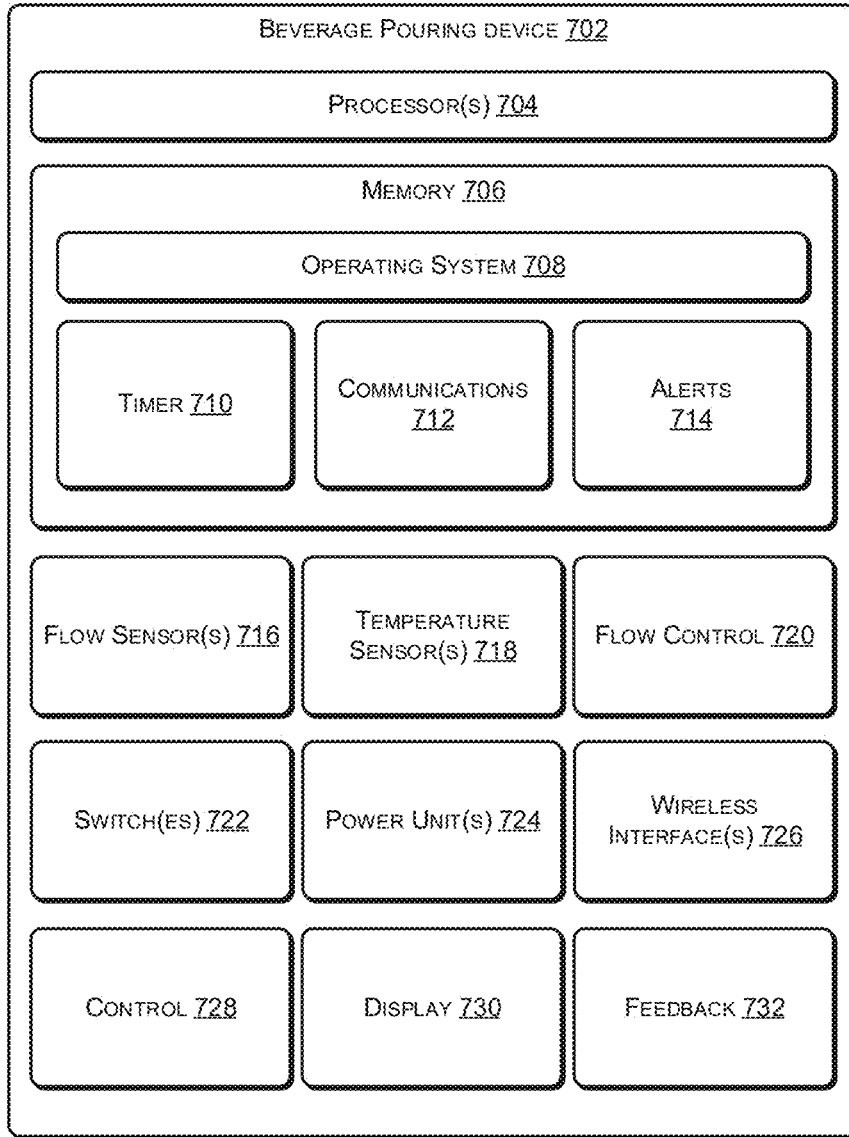 BEVERAGE POURING DEVICE 702
PROCESSOR(S) 704
MEMORY 706
OPERATING SYSTEM 708
TIMER 710
COMMUNICATIONS
712
ALERTS
714
FLOW SENSOR(S) 716
TEMPERATURE
SENSOR(S) 718
FLOW CONTROL 720
SWITCH(ES) 722
POWER UNIT(S) 724
WIRELESS
INTERFACE(S) 726
CONTROL 728
DISPLAY 730
FEEDBACK 732